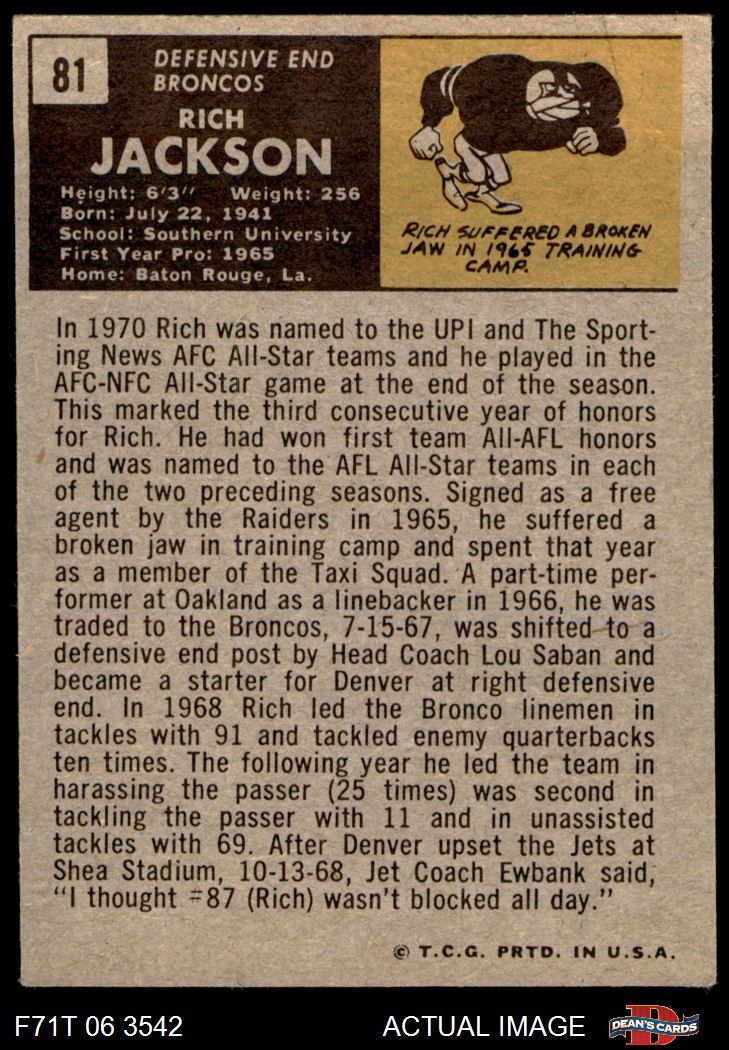 81
DEFENSIVE END
BRONCOS
RICH
JACKSON
Height: 6'3" Weight: 256
Born: July 22, 1941
School: Southern University
First Year Pro: 1965
Home: Baton Rouge, La.
RICH SUFFERED A BROKEN
JAW IN 1965 TRAINING
CAMP.
In 1970 Rich was named to the UPI and The Sport-
ing News AFC All-Star teams and he played in the
AFC-NFC All-Star game at the end of the season.
This marked the third consecutive year of honors
for Rich. He had won first team All-AFL honors
and was named to the AFL All-Star teams in each
of the two preceding seasons. Signed as a free
agent by the Raiders in 1965, he suffered a
broken jaw in training camp and spent that year
as a member of the Taxi Squad. A part-time per-
former at Oakland as a linebacker in 1966, he was
traded to the Broncos, 7-15-67, was shifted to a
defensive end post by Head Coach Lou Saban and
became a starter for Denver at right defensive
end. In 1968 Rich led the Bronco linemen in
tackles with 91 and tackled enemy quarterbacks
ten times. The following year he led the team in
harassing the passer (25 times) was second in
tackling the passer with 11 and in unassisted
tackles with 69. After Denver upset the Jets at
Shea Stadium, 10-13-68, Jet Coach Ewbank said,
"I thought #87 (Rich) wasn't blocked all day."
© T.C.G. PRTD. IN U.S.A.
F71T 06 3542 ACTUAL IMAGE D DEAN'S CARDS